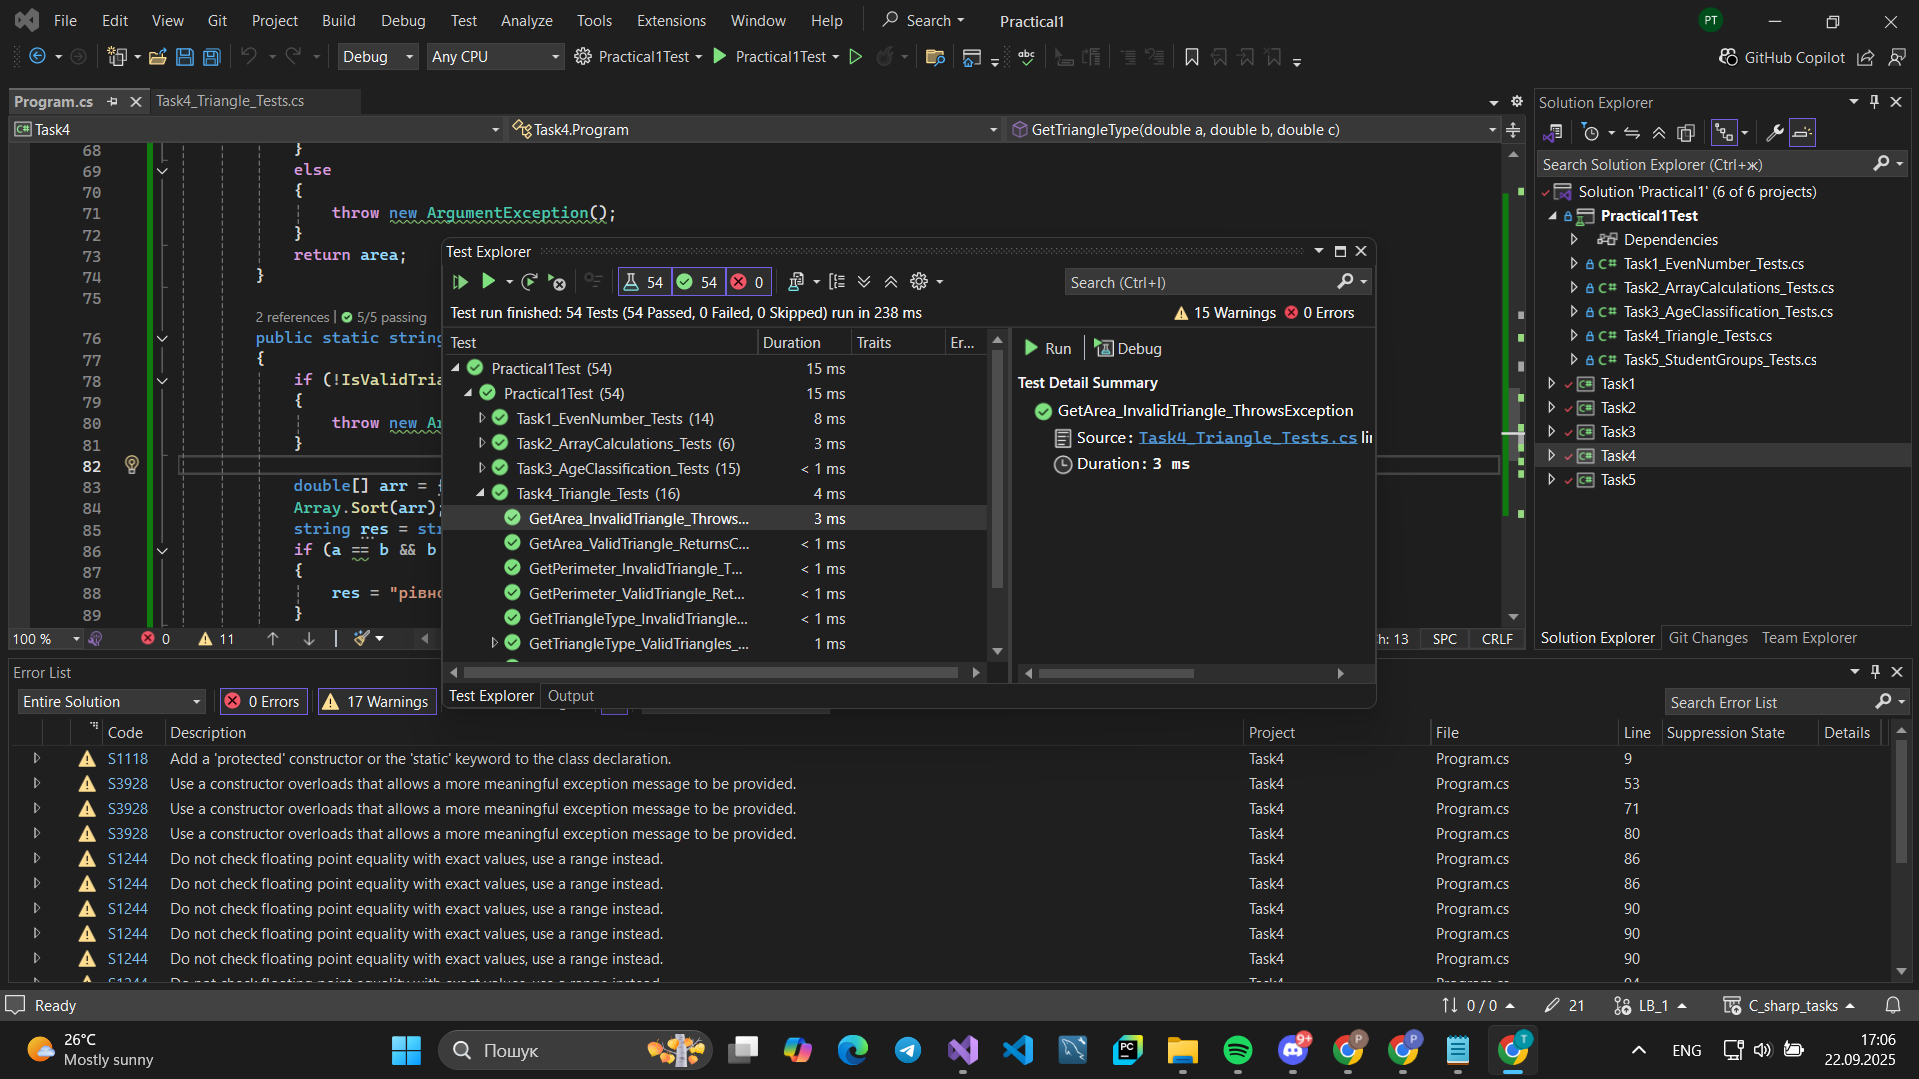 File Edit View Git Project Build Debug Test Analyze Tools Extensions Window Help Search Practical1 PT
Debug Any CPU Practical1Test Practical1Test GitHub Copilot
Program.cs Task4_Triangle_Tests.cs
Task4 Task4.Program GetTriangleType(double a, double b, double c)
68 }
69 else
70 {
71 throw new ArgumentException();
72 }
73 return area;
74 }
75
2 references | 5/5 passing
76 public static string
77 {
78 if (!IsValidTria
79 {
80 throw new Ar
81 }
82
83 double[] arr = {
84 Array.Sort(arr);
85 string res = str
86 if (a == b && b
87 {
88 res = "рівно
89 }
100 % 0 11 Ch: 13 SPC CRLF
Test Explorer
54 54 0 Search (Ctrl+I)
Test run finished: 54 Tests (54 Passed, 0 Failed, 0 Skipped) run in 238 ms 15 Warnings 0 Errors
Test Duration Traits Er...
Practical1Test (54) 15 ms
Practical1Test (54) 15 ms
Task1_EvenNumber_Tests (14) 8 ms
Task2_ArrayCalculations_Tests (6) 3 ms
Task3_AgeClassification_Tests (15) < 1 ms
Task4_Triangle_Tests (16) 4 ms
GetArea_InvalidTriangle_Throws... 3 ms
GetArea_ValidTriangle_ReturnsC... < 1 ms
GetPerimeter_InvalidTriangle_T... < 1 ms
GetPerimeter_ValidTriangle_Ret... < 1 ms
GetTriangleType_InvalidTriangle... < 1 ms
GetTriangleType_ValidTriangles_... 1 ms
Run Debug
Test Detail Summary
GetArea_InvalidTriangle_ThrowsException
Source: Task4_Triangle_Tests.cs li
Duration: 3 ms
Test Explorer Output
Solution Explorer
Search Solution Explorer (Ctrl+ж)
Solution 'Practical1' (6 of 6 projects)
Practical1Test
Dependencies
Task1_EvenNumber_Tests.cs
Task2_ArrayCalculations_Tests.cs
Task3_AgeClassification_Tests.cs
Task4_Triangle_Tests.cs
Task5_StudentGroups_Tests.cs
Task1
Task2
Task3
Task4
Task5
Solution Explorer Git Changes Team Explorer
Error List
Entire Solution 0 Errors 17 Warnings Search Error List
Code Description Project File Line Suppression State Details
S1118 Add a 'protected' constructor or the 'static' keyword to the class declaration. Task4 Program.cs 9
S3928 Use a constructor overloads that allows a more meaningful exception message to be provided. Task4 Program.cs 53
S3928 Use a constructor overloads that allows a more meaningful exception message to be provided. Task4 Program.cs 71
S3928 Use a constructor overloads that allows a more meaningful exception message to be provided. Task4 Program.cs 80
S1244 Do not check floating point equality with exact values, use a range instead. Task4 Program.cs 86
S1244 Do not check floating point equality with exact values, use a range instead. Task4 Program.cs 86
S1244 Do not check floating point equality with exact values, use a range instead. Task4 Program.cs 90
S1244 Do not check floating point equality with exact values, use a range instead. Task4 Program.cs 90
S1244 Do not check floating point equality with exact values, use a range instead. Task4 Program.cs 90
Ready 0 / 0 21 LB_1 C_sharp_tasks
26°C
Mostly sunny
Пошук
ENG
17:06
22.09.2025